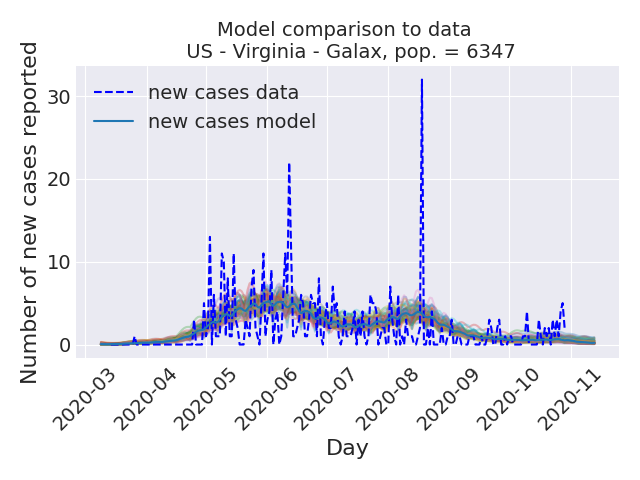 Model comparison to data
US - Virginia - Galax, pop. = 6347
Number of new cases reported
30
20
10
0
new cases data
new cases model
2020-03
2020-04
2020-05
2020-06
2020-07
2020-08
2020-09
2020-10
2020-11
Day